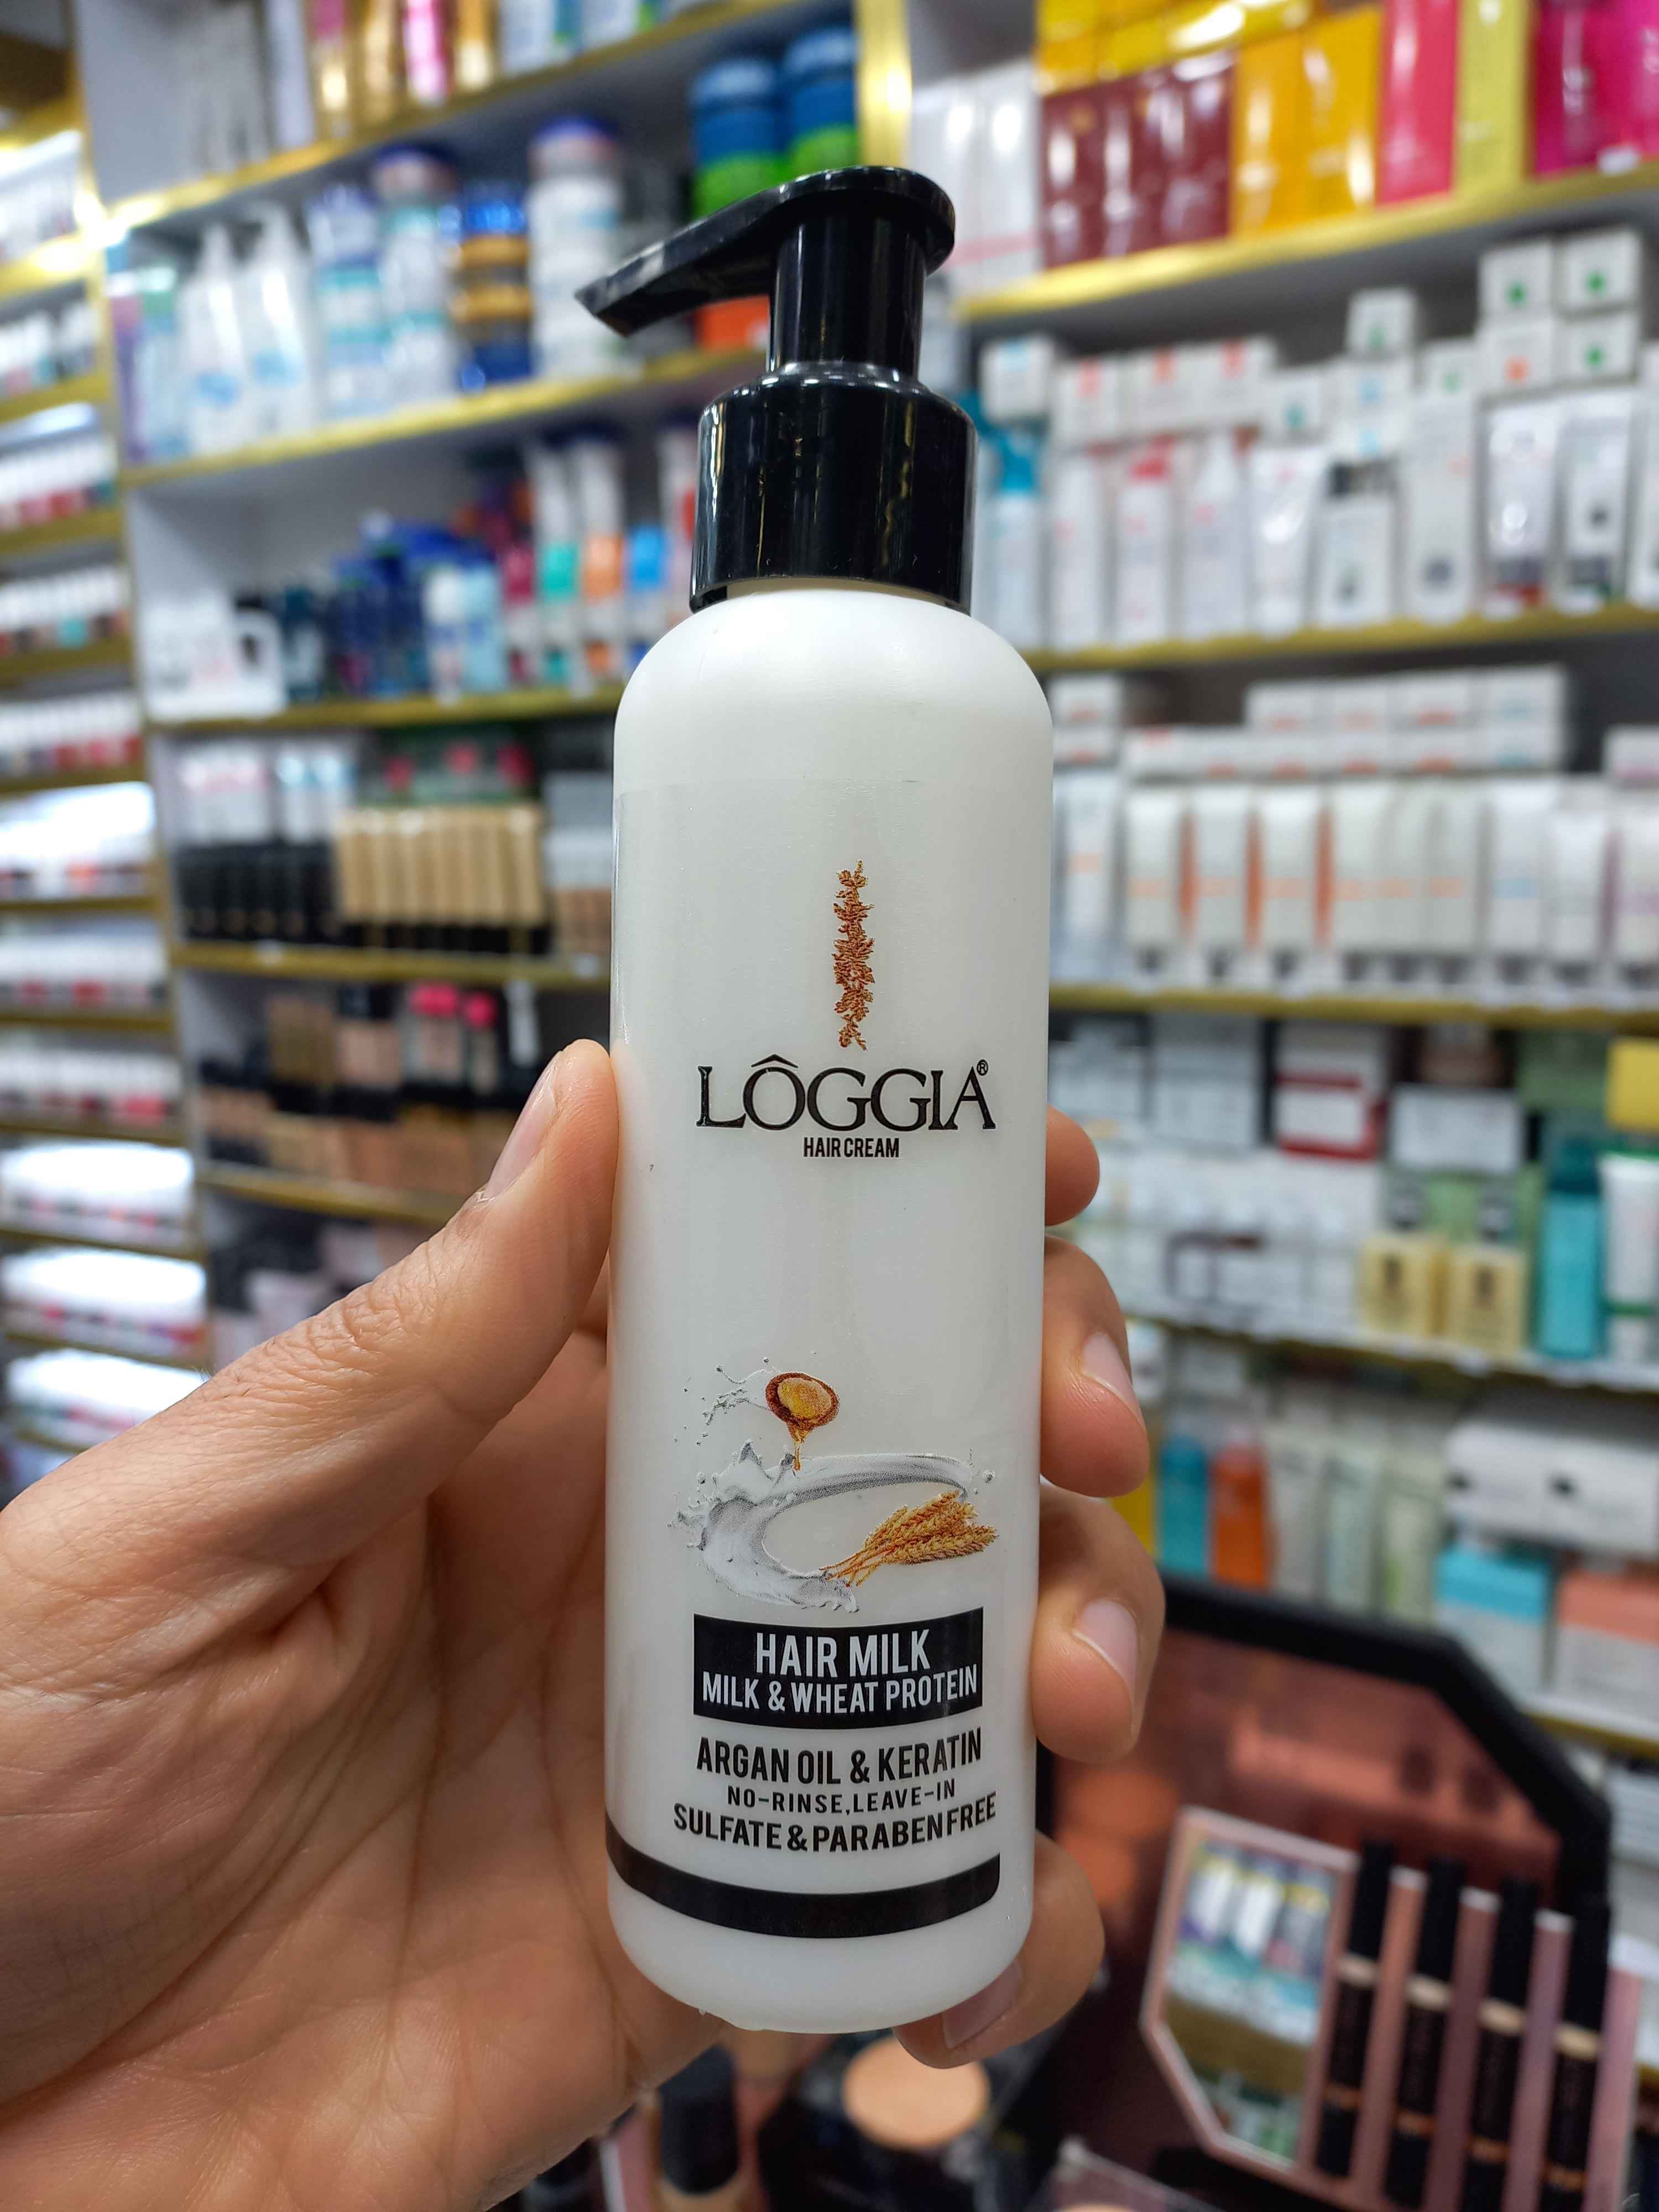 LÔGGIA®
HAIR CREAM
HAIR MILK
MILK & WHEAT PROTEIN
ARGAN OIL & KERATIN
NO-RINSE,LEAVE-IN
SULFATE & PARABEN FREE